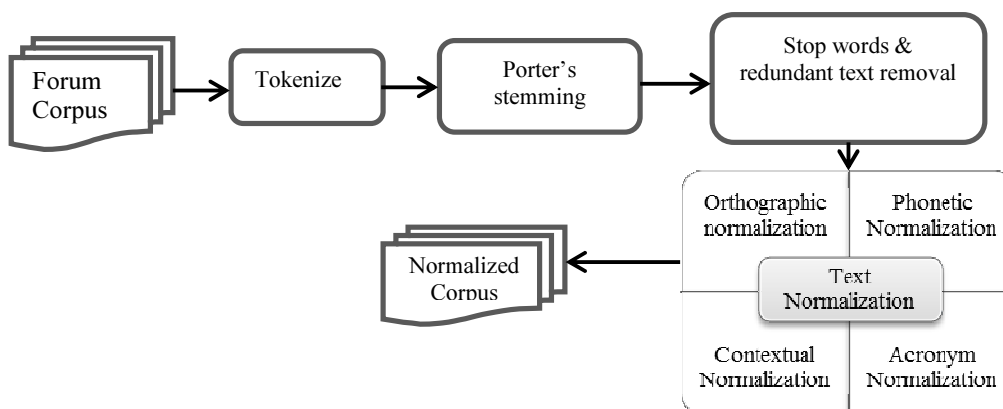 Forum
Corpus
Tokenize
Porter's
stemming
Stop words &
redundant text removal
Orthographic
normalization
Phonetic
Normalization
Text
Normalization
Contextual
Normalization
Acronym
Normalization
Normalized
Corpus